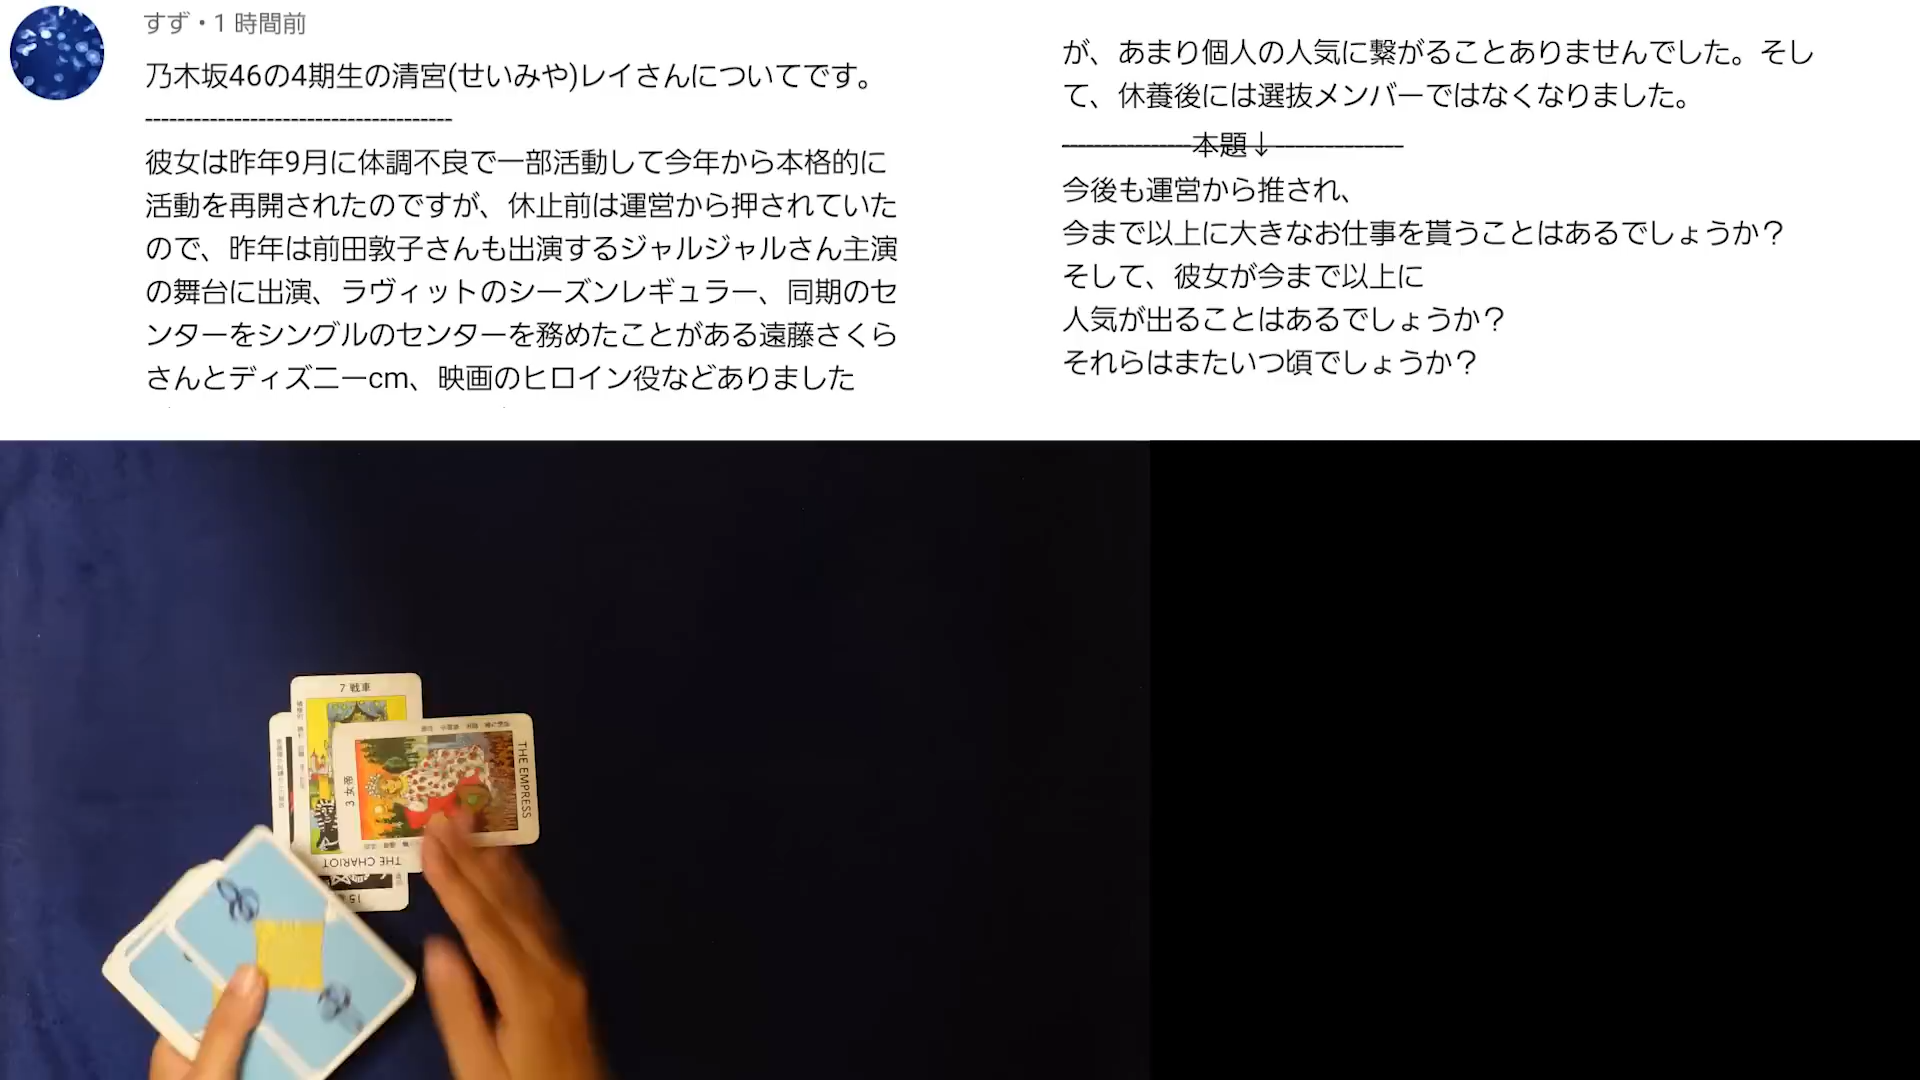 すず・1 時間前
乃木坂46の4期生の清宮(せいみや)レイさんについてです。
--------------------------------------
彼女は昨年9月に体調不良で一部活動して今年から本格的に
活動を再開されたのですが、休止前は運営から押されていた
ので、昨年は前田敦子さんも出演するジャルジャルさん主演
の舞台に出演、ラヴィットのシーズンレギュラー、同期のセ
ンターをシングルのセンターを務めたことがある遠藤さくら
さんとディズニーcm、映画のヒロイン役などありました
が、あまり個人の人気に繋がることありませんでした。そし
て、休養後には選抜メンバーではなくなりました。
----------------本題↓----------------
今後も運営から推され、
今まで以上に大きなお仕事を貰うことはあるでしょうか？
そして、彼女が今まで以上に
人気が出ることはあるでしょうか？
それらはまたいつ頃でしょうか？
7 戦車
THE CHARIOT
3 女帝
THE EMPRESS
15